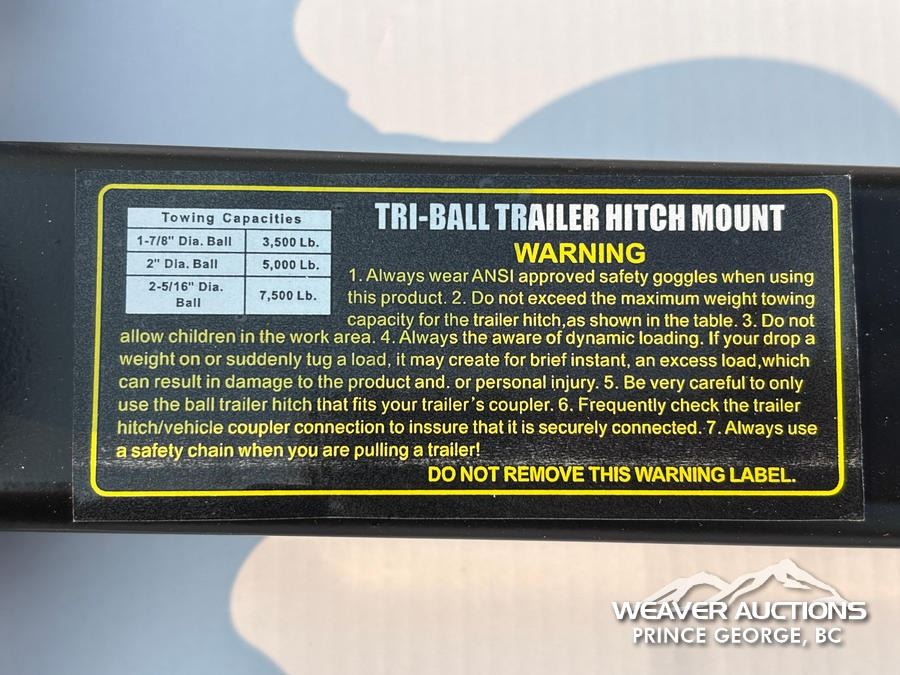 TRI-BALL TRAILER HITCH MOUNT
Towing Capacities
1-7/8" Dia. Ball 3,500 Lb.
2" Dia. Ball 5,000 Lb.
2-5/16" Dia.
Ball 7,500 Lb.
WARNING
1. Always wear ANSI approved safety goggles when using
this product. 2. Do not exceed the maximum weight towing
capacity for the trailer hitch,as shown in the table. 3. Do not
allow children in the work area. 4. Always the aware of dynamic loading. If your drop a
weight on or suddenly tug a load, it may create for brief instant, an excess load,which
can result in damage to the product and. or personal injury. 5. Be very careful to only
use the ball trailer hitch that fits your trailer's coupler. 6. Frequently check the trailer
hitch/vehicle coupler connection to inssure that it is securely connected. 7. Always use
a safety chain when you are pulling a trailer!
DO NOT REMOVE THIS WARNING LABEL.
WEAVER AUCTIONS
PRINCE GEORGE, BC